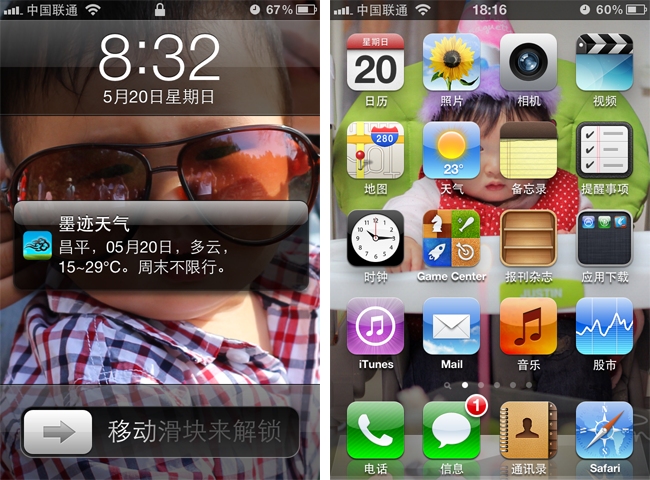 中国联通
67%
8:32
5月20日星期日
墨迹天气
昌平，05月20日，多云，
15~29°C。周末不限行。
移动滑块来解锁
中国联通 18:16 60%
星期日
20
280
23°
日历 照片 相机 视频
地图 天气 备忘录 提醒事项
时钟 Game Center 报刊杂志 应用下载
JUSTIN
iTunes Mail 音乐 股市
1
电话 信息 通讯录 Safari